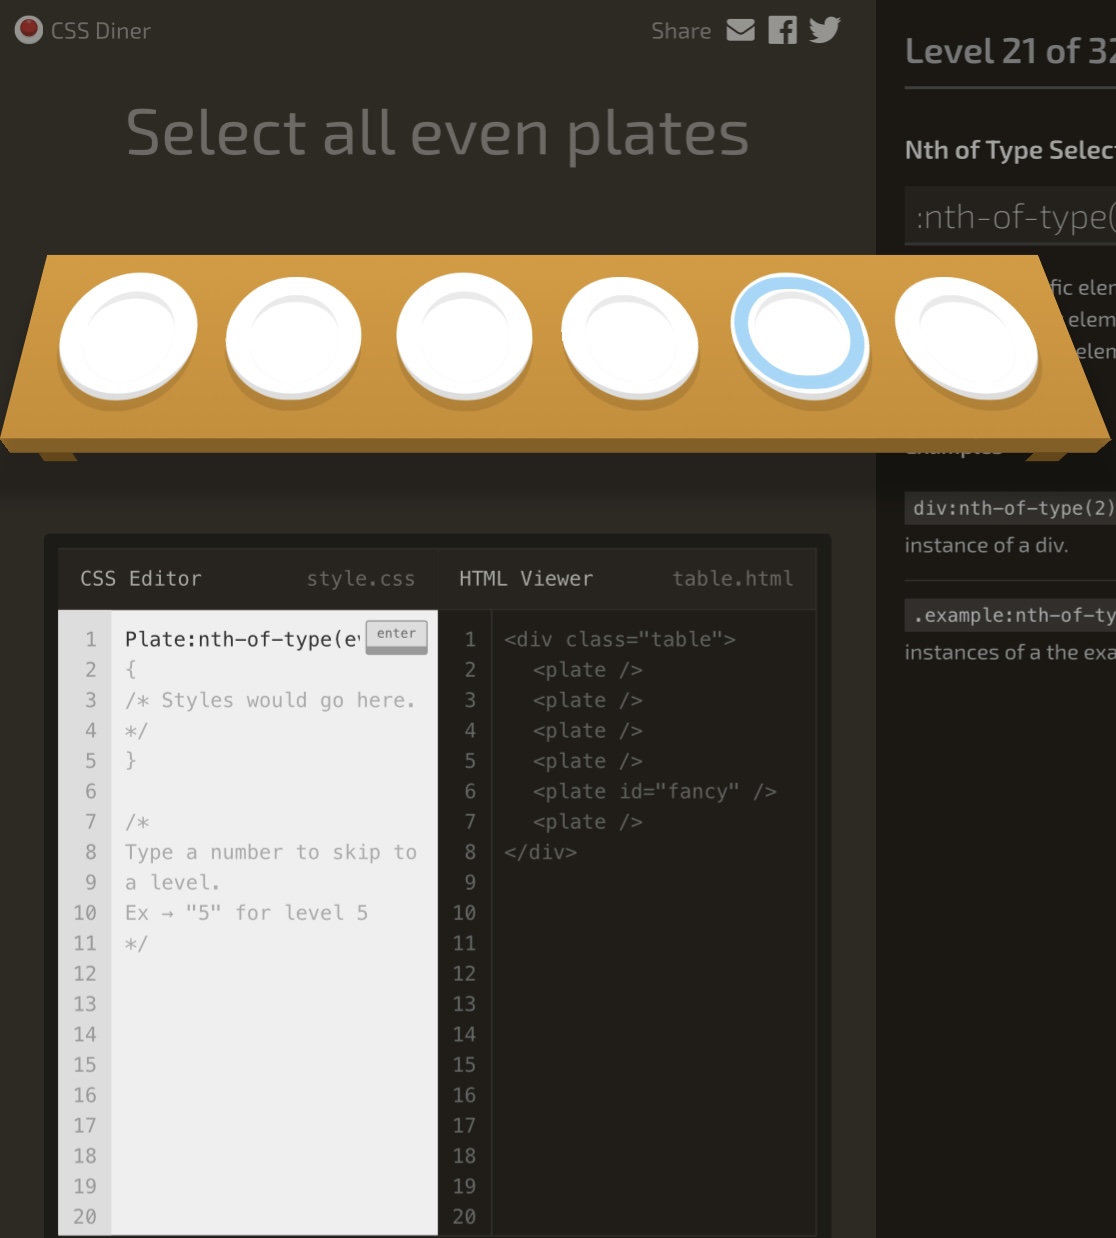 CSS Diner
Share
Select all even plates
CSS Editor style.css
1 Plate:nth-of-type(ev enter
2 {
3 /* Styles would go here.
4 */
5 }
6
7 /*
8 Type a number to skip to
9 a level.
10 Ex → "5" for level 5
11 */
12
13
14
15
16
17
18
19
20
HTML Viewer table.html
1 <div class="table">
2 <plate />
3 <plate />
4 <plate />
5 <plate />
6 <plate id="fancy" />
7 <plate />
8 </div>
9
10
11
12
13
14
15
16
17
18
19
20
Level 21 of 32
Nth of Type Selec
:nth-of-type(
fic elem
elem
elem
Examples
div:nth-of-type(2)
instance of a div.
.example:nth-of-ty
instances of a the exa